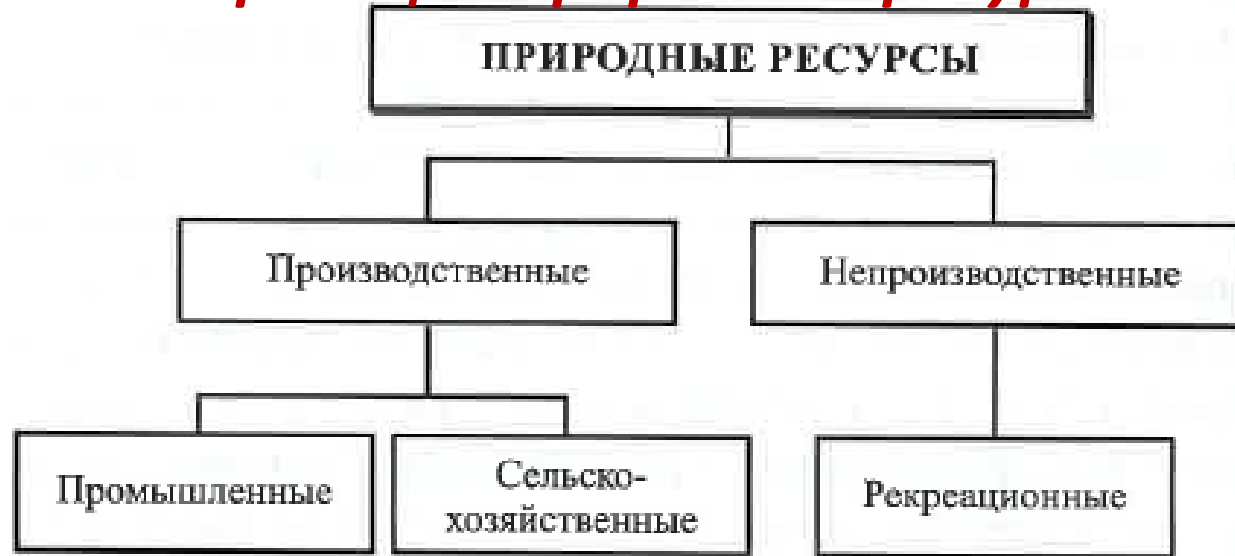 ПРИРОДНЫЕ РЕСУРСЫ
Производственные
Непроизводственные
Промышленные
Сельско-
хозяйственные
Рекреационные